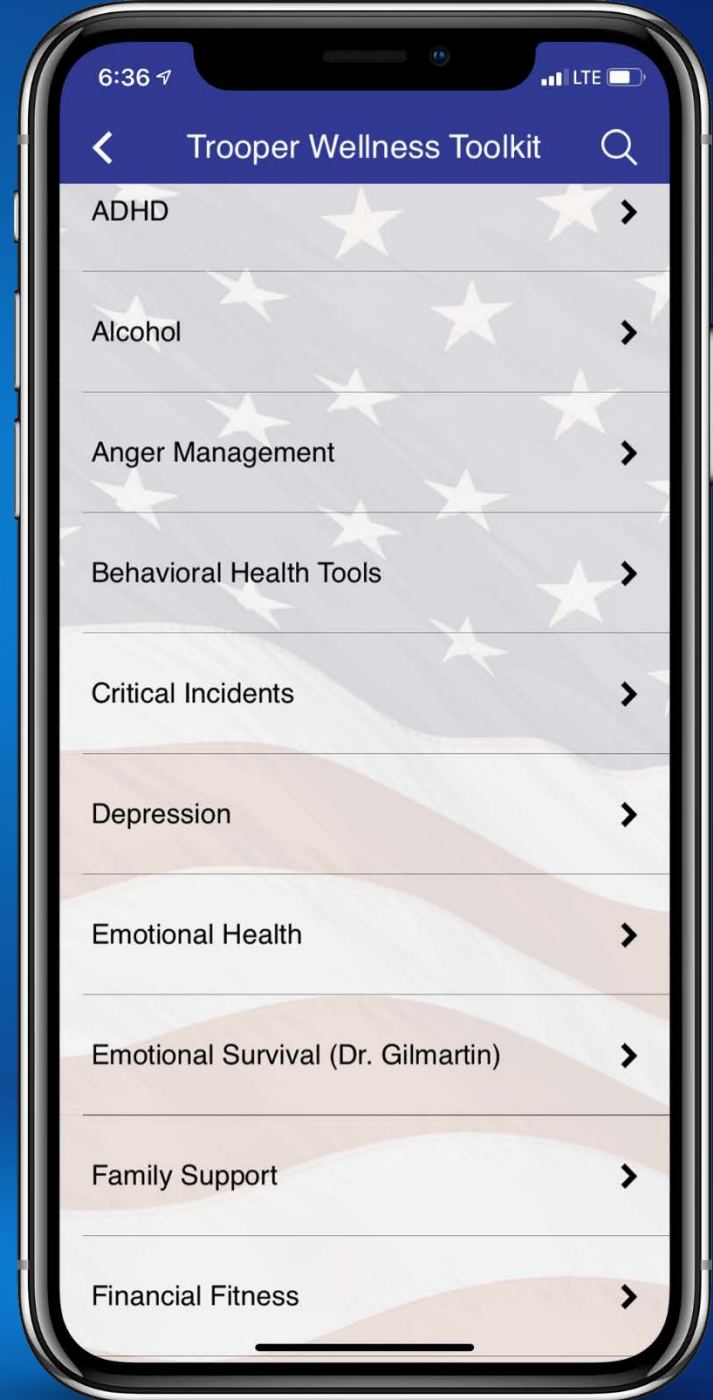 6:36
LTE
Trooper Wellness Toolkit
ADHD
Alcohol
Anger Management
Behavioral Health Tools
Critical Incidents
Depression
Emotional Health
Emotional Survival (Dr. Gilmartin)
Family Support
Financial Fitness